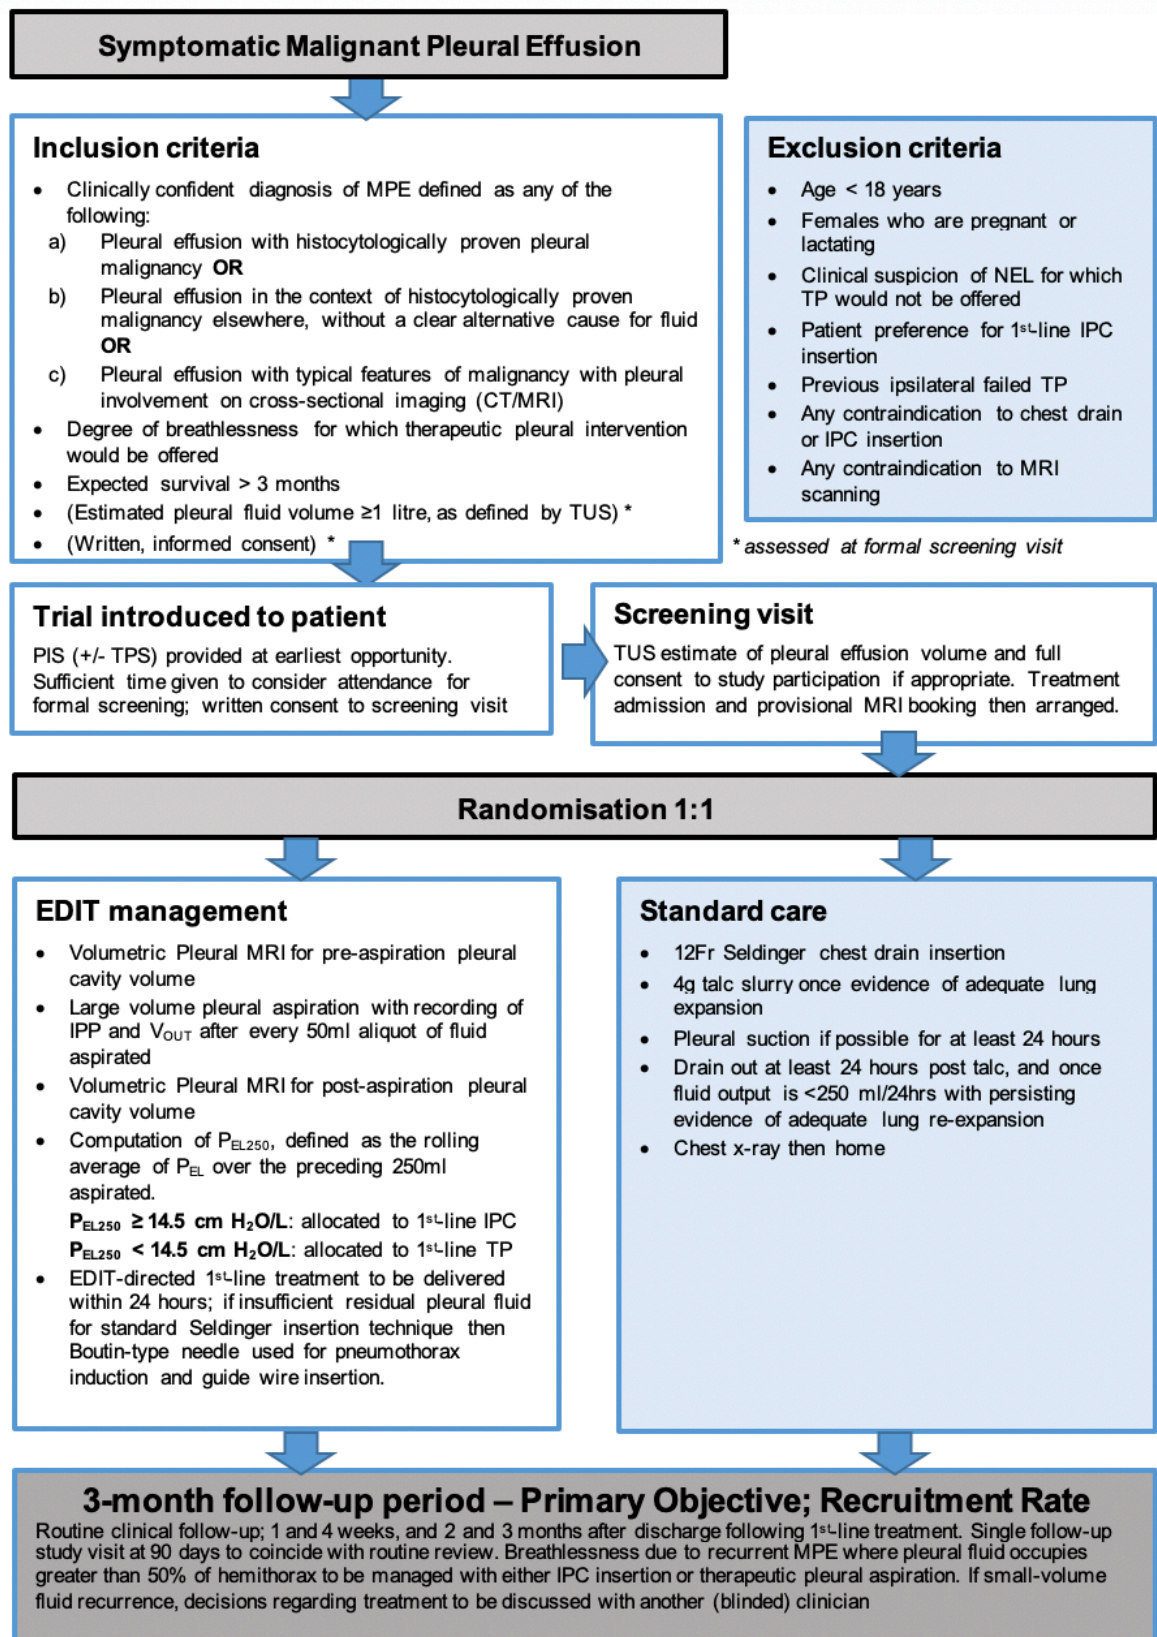 Symptomatic Malignant Pleural Effusion
Inclusion criteria
• Clinically confident diagnosis of MPE defined as any of the
following:
a) Pleural effusion with histocytologically proven pleural
malignancy OR
b) Pleural effusion in the context of histocytologically proven
malignancy elsewhere, without a clear alternative cause for fluid
OR
c) Pleural effusion with typical features of malignancy with pleural
involvement on cross-sectional imaging (CT/MRI)
• Degree of breathlessness for which therapeutic pleural intervention
would be offered
• Expected survival > 3 months
• (Estimated pleural fluid volume ≥1 litre, as defined by TUS) *
• (Written, informed consent) *
Exclusion criteria
• Age < 18 years
• Females who are pregnant or
lactating
• Clinical suspicion of NEL for which
TP would not be offered
• Patient preference for 1st-line IPC
insertion
• Previous ipsilateral failed TP
• Any contraindication to chest drain
or IPC insertion
• Any contraindication to MRI
scanning
* assessed at formal screening visit
Trial introduced to patient
PIS (+/- TPS) provided at earliest opportunity.
Sufficient time given to consider attendance for
formal screening; written consent to screening visit
Screening visit
TUS estimate of pleural effusion volume and full
consent to study participation if appropriate. Treatment
admission and provisional MRI booking then arranged.
Randomisation 1:1
EDIT management
• Volumetric Pleural MRI for pre-aspiration pleural
cavity volume
• Large volume pleural aspiration with recording of
IPP and VOUT after every 50ml aliquot of fluid
aspirated
• Volumetric Pleural MRI for post-aspiration pleural
cavity volume
• Computation of PEL250, defined as the rolling
average of PEL over the preceding 250ml
aspirated.
PEL250 ≥ 14.5 cm H2O/L: allocated to 1st-line IPC
PEL250 < 14.5 cm H2O/L: allocated to 1st-line TP
• EDIT-directed 1st-line treatment to be delivered
within 24 hours; if insufficient residual pleural fluid
for standard Seldinger insertion technique then
Boutin-type needle used for pneumothorax
induction and guide wire insertion.
Standard care
• 12Fr Seldinger chest drain insertion
• 4g talc slurry once evidence of adequate lung
expansion
• Pleural suction if possible for at least 24 hours
• Drain out at least 24 hours post talc, and once
fluid output is <250 ml/24hrs with persisting
evidence of adequate lung re-expansion
• Chest x-ray then home
3-month follow-up period – Primary Objective; Recruitment Rate
Routine clinical follow-up; 1 and 4 weeks, and 2 and 3 months after discharge following 1st-line treatment. Single follow-up
study visit at 90 days to coincide with routine review. Breathlessness due to recurrent MPE where pleural fluid occupies
greater than 50% of hemithorax to be managed with either IPC insertion or therapeutic pleural aspiration. If small-volume
fluid recurrence, decisions regarding treatment to be discussed with another (blinded) clinician